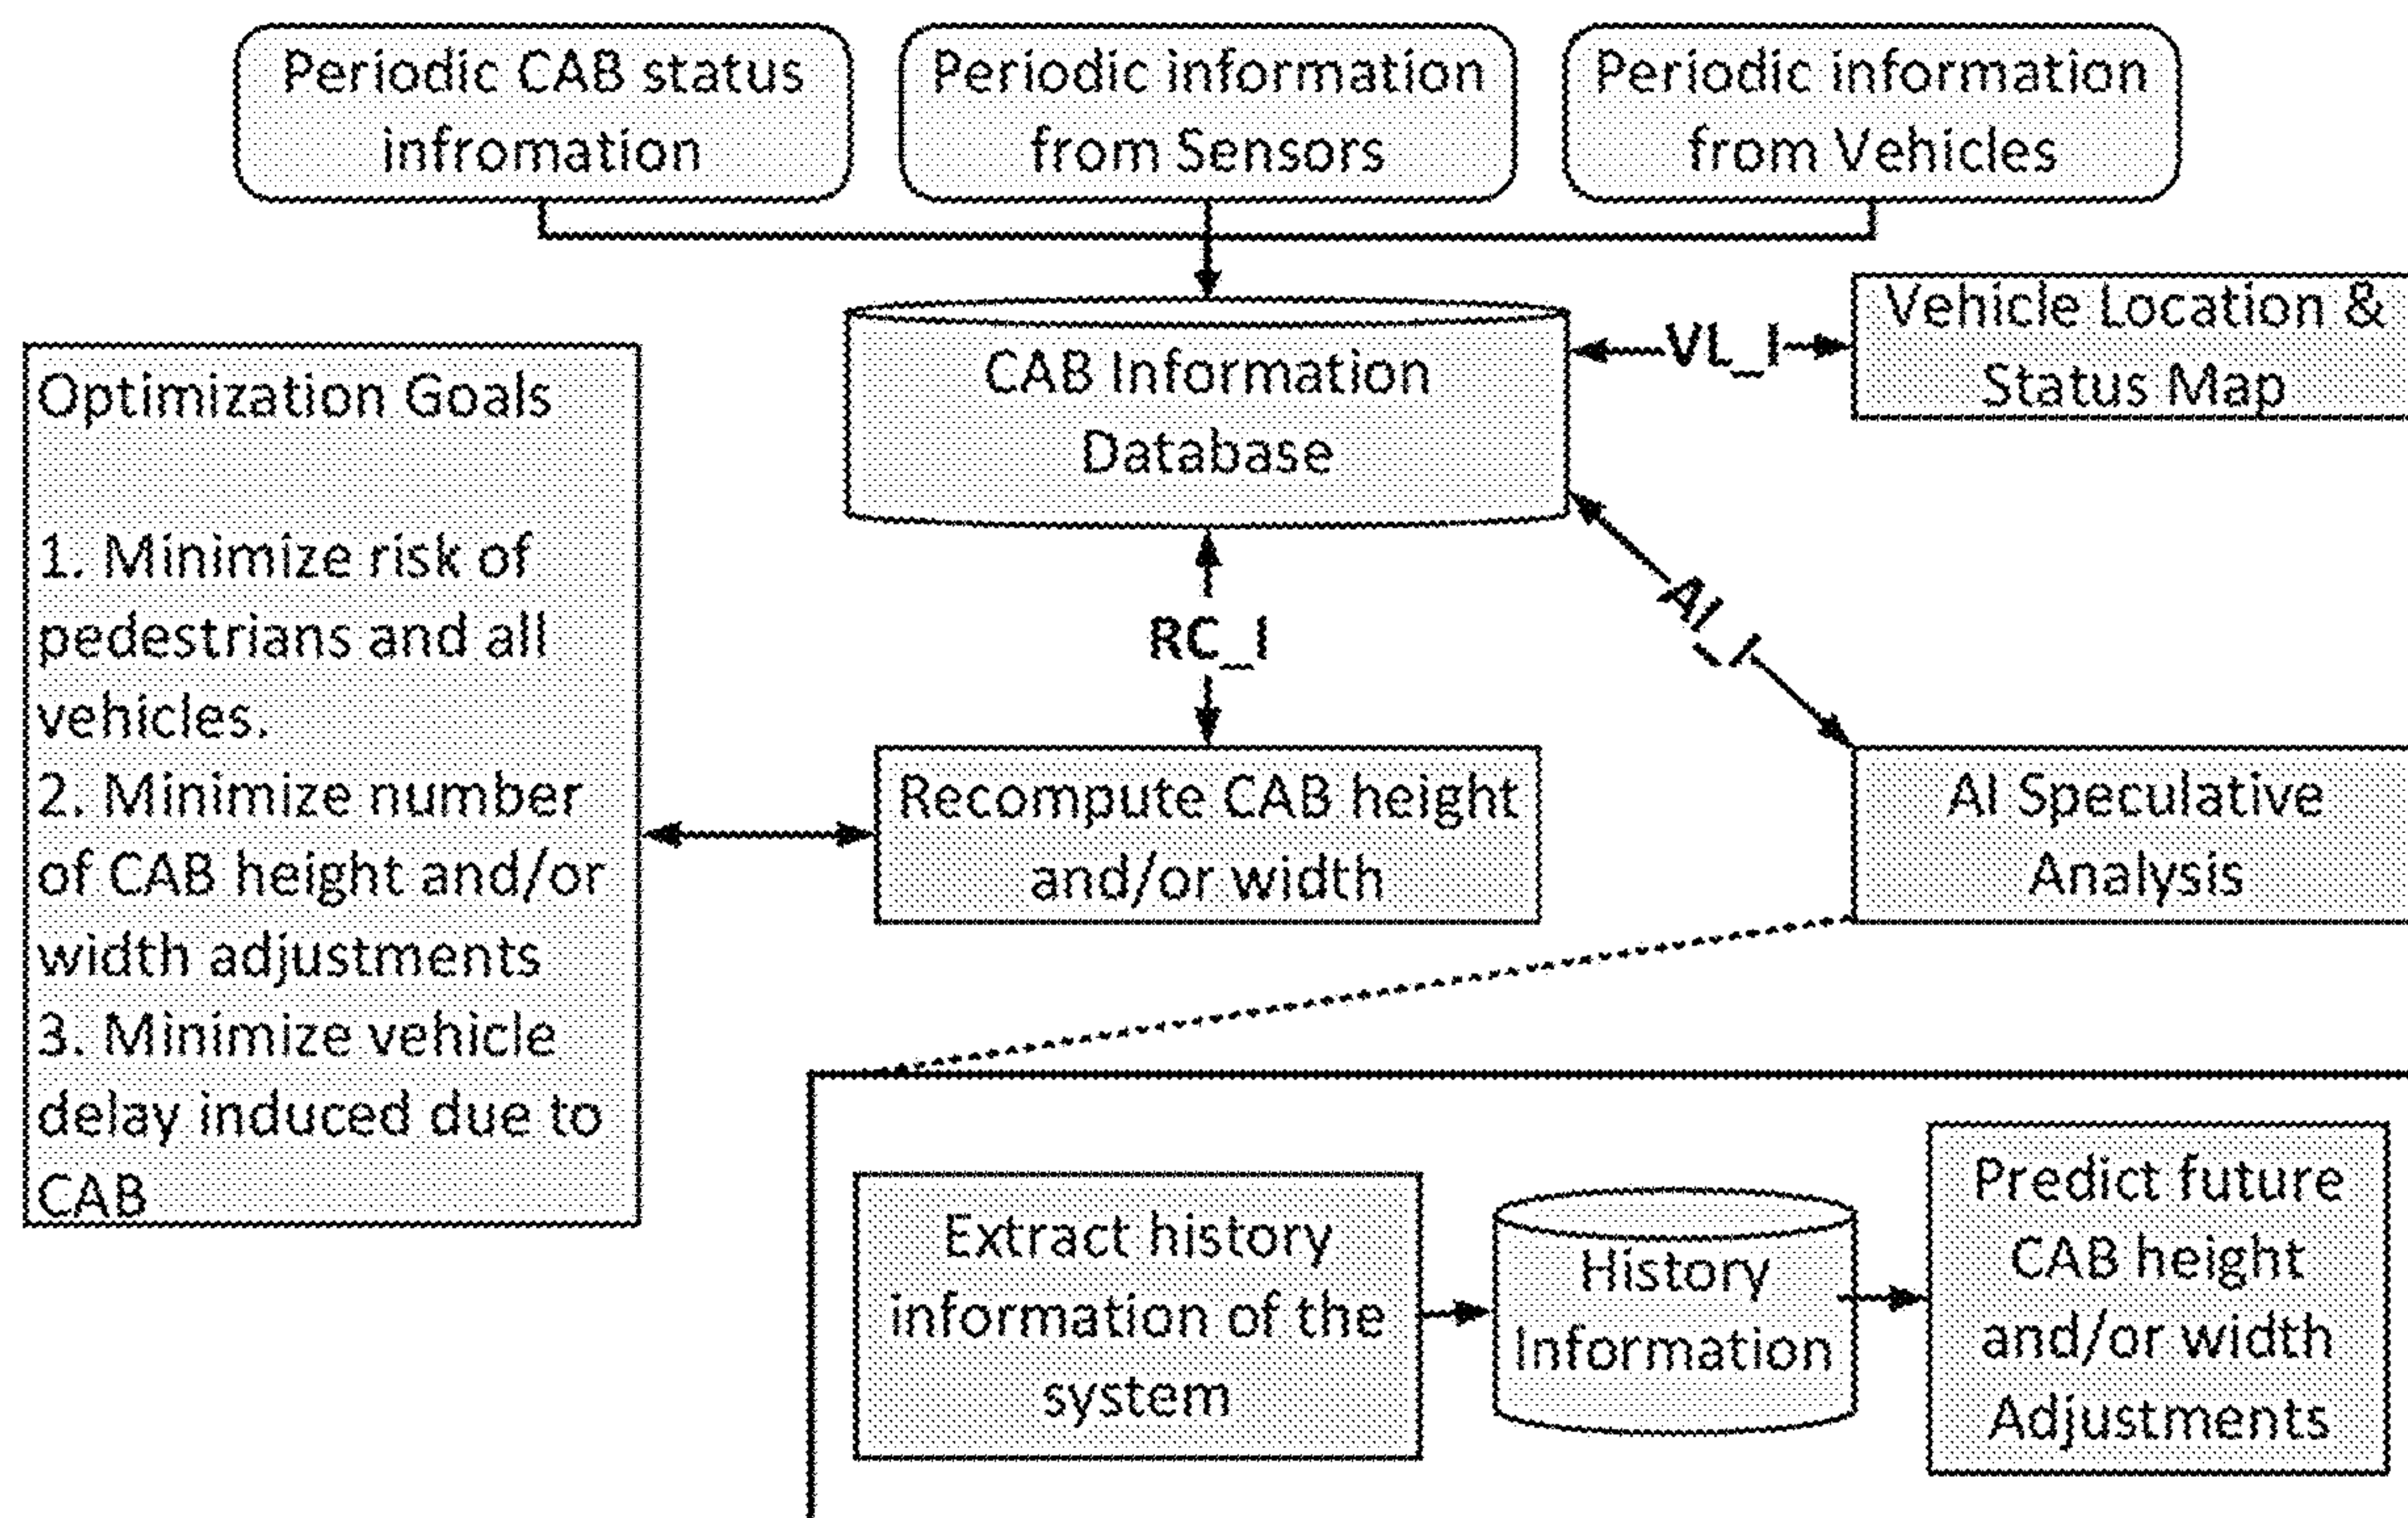 Periodic CAB status
infromation
Periodic information
from Sensors
Periodic information
from Vehicles
CAB Information
Database
VL_I
Vehicle Location &
Status Map
Optimization Goals
1. Minimize risk of
pedestrians and all
vehicles.
2. Minimize number
of CAB height and/or
width adjustments
3. Minimize vehicle
delay induced due to
CAB
RC_I
AI_I
Recompute CAB height
and/or width
AI Speculative
Analysis
Extract history
information of the
system
History
Information
Predict future
CAB height
and/or width
Adjustments